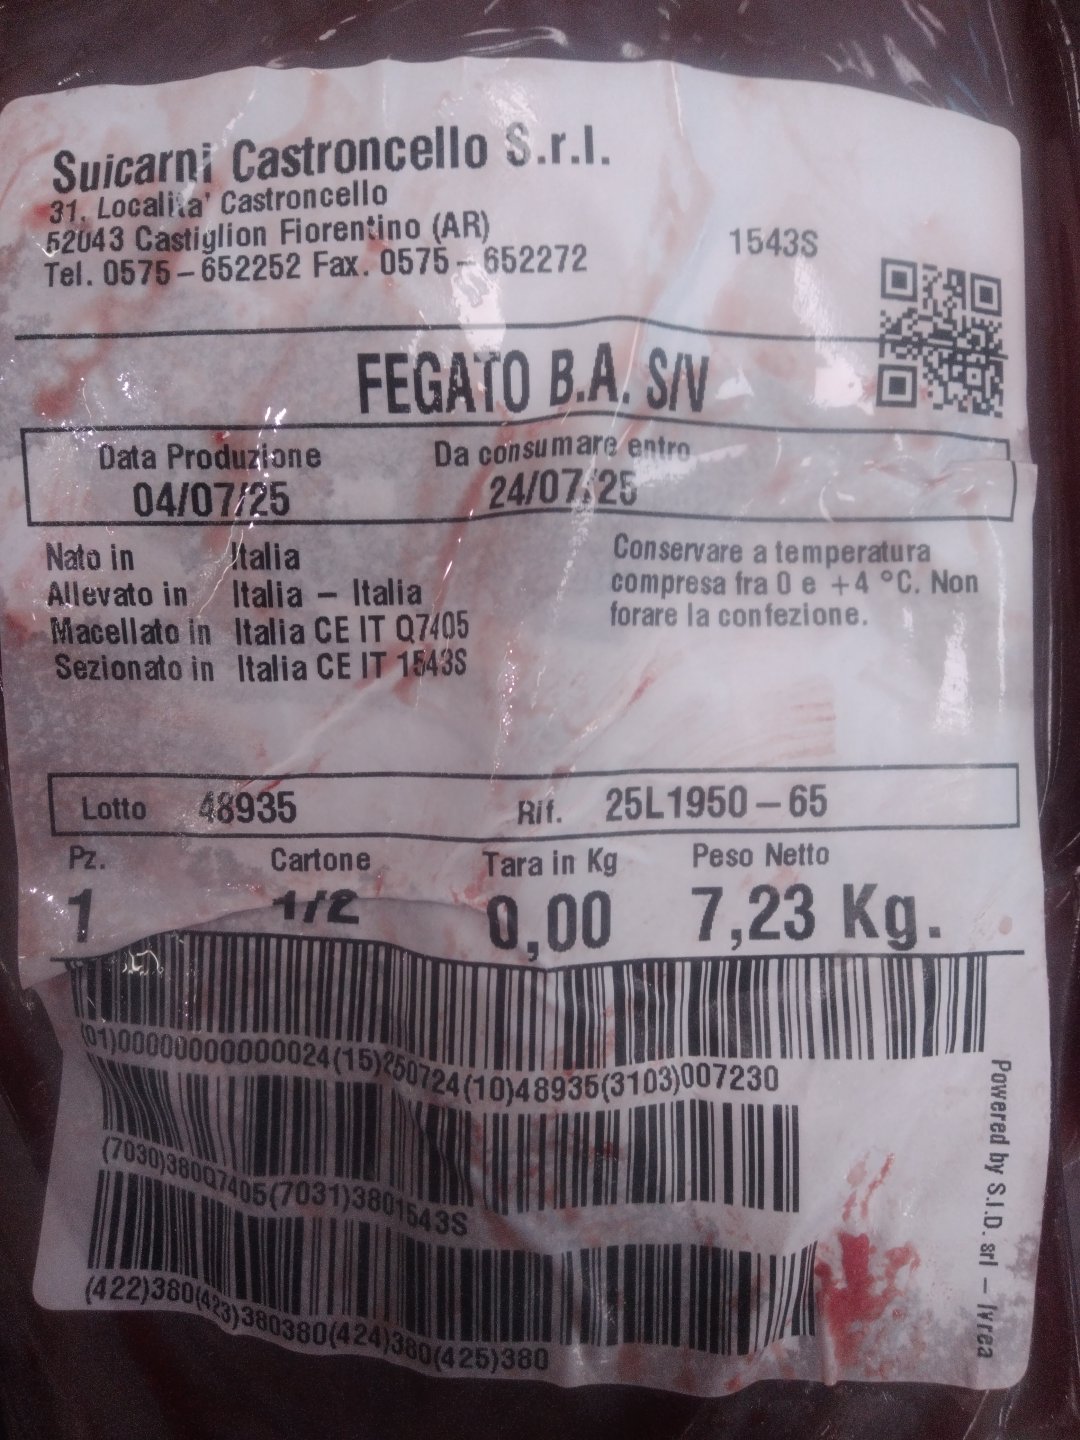 Suicarni Castroncello S.r.l.
31, Localita' Castroncello
52043 Castiglion Fiorentino (AR)
Tel. 0575-652252 Fax. 0575-652272
1543S
FEGATO B.A. S/V
Data Produzione Da consumare entro
04/07/25 24/07/25
Nato in Italia
Allevato in Italia - Italia
Macellato in Italia CE IT Q7405
Sezionato in Italia CE IT 1543S
Conservare a temperatura
compresa fra 0 e +4 °C. Non
forare la confezione.
Lotto 48935 Rif. 25L1950-65
Pz. Cartone Tara in Kg Peso Netto
1 1/2 0,00 7,23 Kg.
(01)00000000000024(15)250724(10)48935(3103)007230
(7030)380Q7405(7031)3801543S
(422)380(423)380380(424)380(425)380
Powered by S.I.D. srl - Ivrea